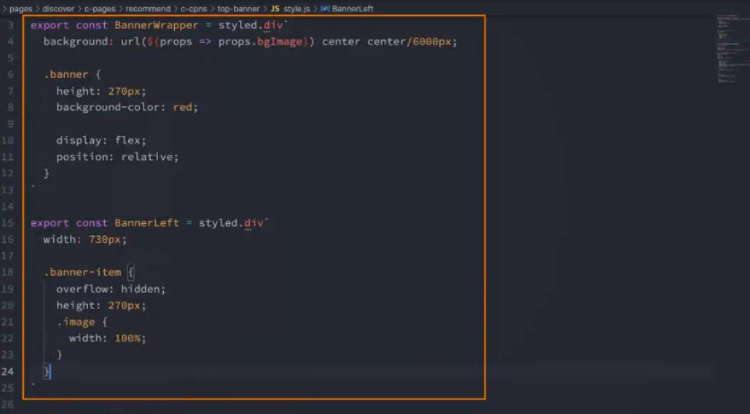 pages > discover > c-pages > recommend > c-cpns > top-banner > JS style.js > BannerLeft
3 export const BannerWrapper = styled.div`
4 background: url(${props => props.bgImage}) center center/6000px;
5
6 .banner {
7 height: 270px;
8 background-color: red;
9
10 display: flex;
11 position: relative;
12 }
13 `
14
15 export const BannerLeft = styled.div`
16 width: 730px;
17
18 .banner-item {
19 overflow: hidden;
20 height: 270px;
21 .image {
22 width: 100%;
23 }
24 }
25 `
26